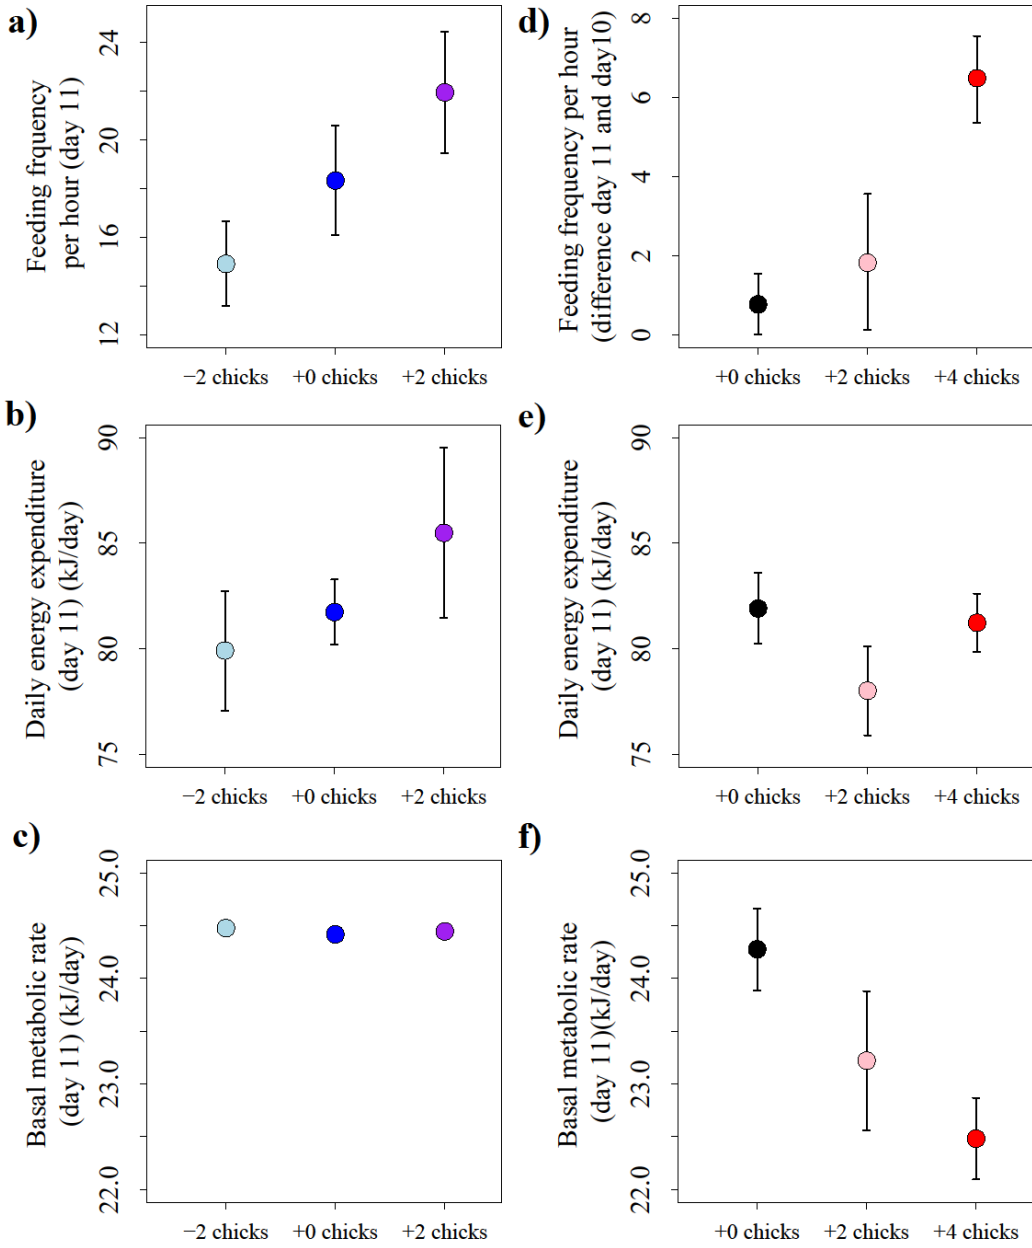 a)
Feeding frquency
per hour (day 11)
24
20
16
12
−2 chicks
+0 chicks
+2 chicks
d)
Feeding frequency per hour
(difference day 11 and day10)
8
6
4
2
0
+0 chicks
+2 chicks
+4 chicks
b)
Daily energy expenditure
(day 11) (kJ/day)
90
85
80
75
−2 chicks
+0 chicks
+2 chicks
e)
Daily energy expenditure
(day 11) (kJ/day)
90
85
80
75
+0 chicks
+2 chicks
+4 chicks
c)
Basal metabolic rate
(day 11) (kJ/day)
25.0
24.0
23.0
22.0
−2 chicks
+0 chicks
+2 chicks
f)
Basal metabolic rate
(day 11)(kJ/day)
25.0
24.0
23.0
22.0
+0 chicks
+2 chicks
+4 chicks